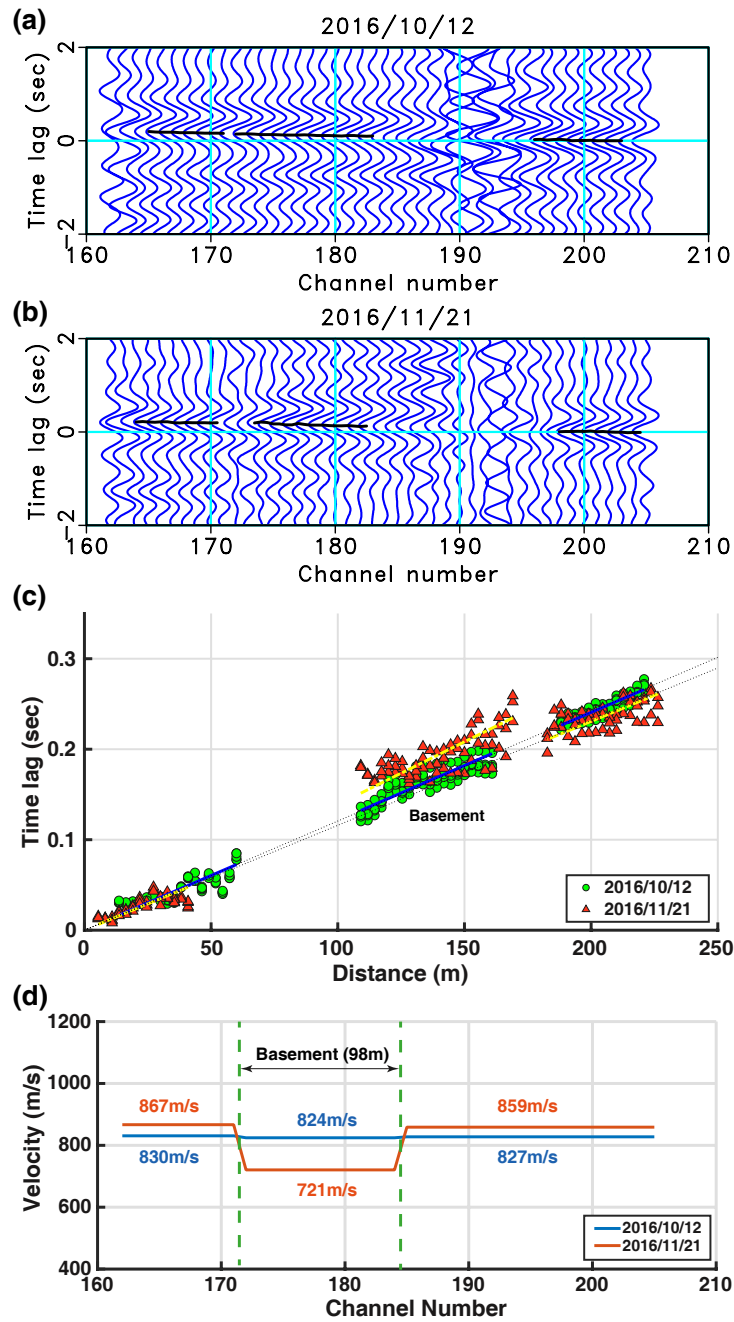 (a)
2016/10/12
Time lag (sec)
2
0
−2
160 170 180 190 200 210
Channel number
(b)
2016/11/21
Time lag (sec)
2
0
−2
160 170 180 190 200 210
Channel number
(c)
Time lag (sec)
0.3
0.2
0.1
0
Basement
2016/10/12
2016/11/21
0 50 100 150 200 250
Distance (m)
(d)
Velocity (m/s)
1200
1000
800
600
400
Basement (98m)
867m/s 824m/s 859m/s
830m/s 721m/s 827m/s
2016/10/12
2016/11/21
160 170 180 190 200 210
Channel Number